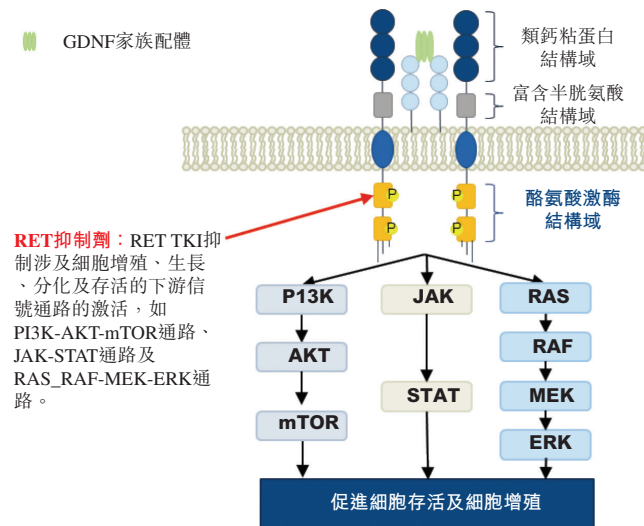 GDNF家族配體
類鈣粘蛋白
結構域
富含半胱氨酸
結構域
P
P
P
P
酪氨酸激酶
結構域
RET抑制劑：RET TKI抑
制涉及細胞增殖、生長
、分化及存活的下游信
號通路的激活，如
PI3K-AKT-mTOR通路、
JAK-STAT通路及
RAS_RAF-MEK-ERK通
路。
P13K
JAK
RAS
AKT
RAF
STAT
MEK
mTOR
ERK
促進細胞存活及細胞增殖